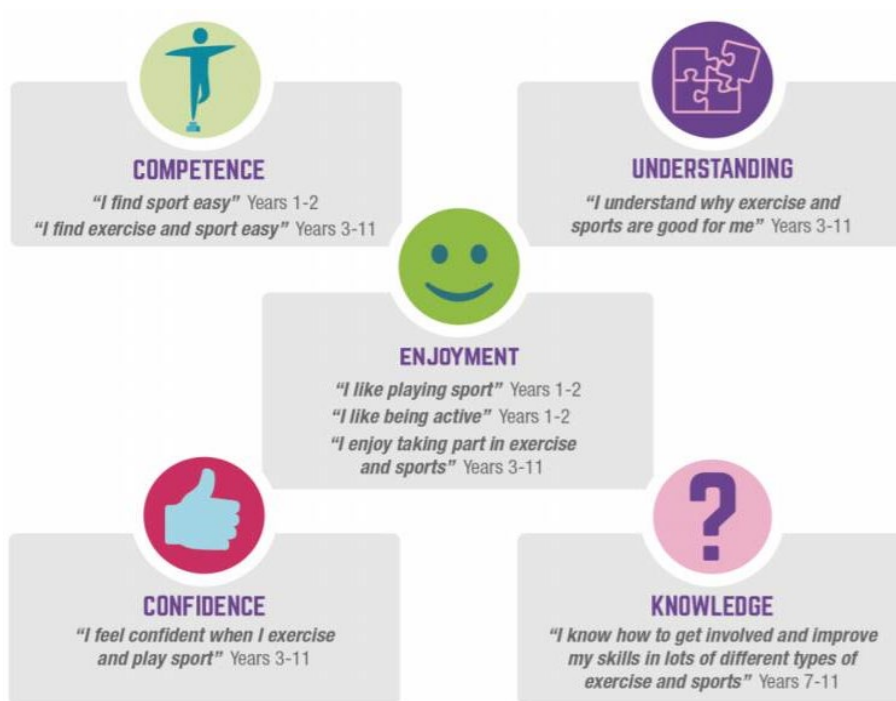 COMPETENCE
“I find sport easy” Years 1-2
“I find exercise and sport easy” Years 3-11
UNDERSTANDING
“I understand why exercise and
sports are good for me” Years 3-11
ENJOYMENT
“I like playing sport” Years 1-2
“I like being active” Years 1-2
“I enjoy taking part in exercise
and sports” Years 3-11
CONFIDENCE
“I feel confident when I exercise
and play sport” Years 3-11
?
KNOWLEDGE
“I know how to get involved and improve
my skills in lots of different types of
exercise and sports” Years 7-11